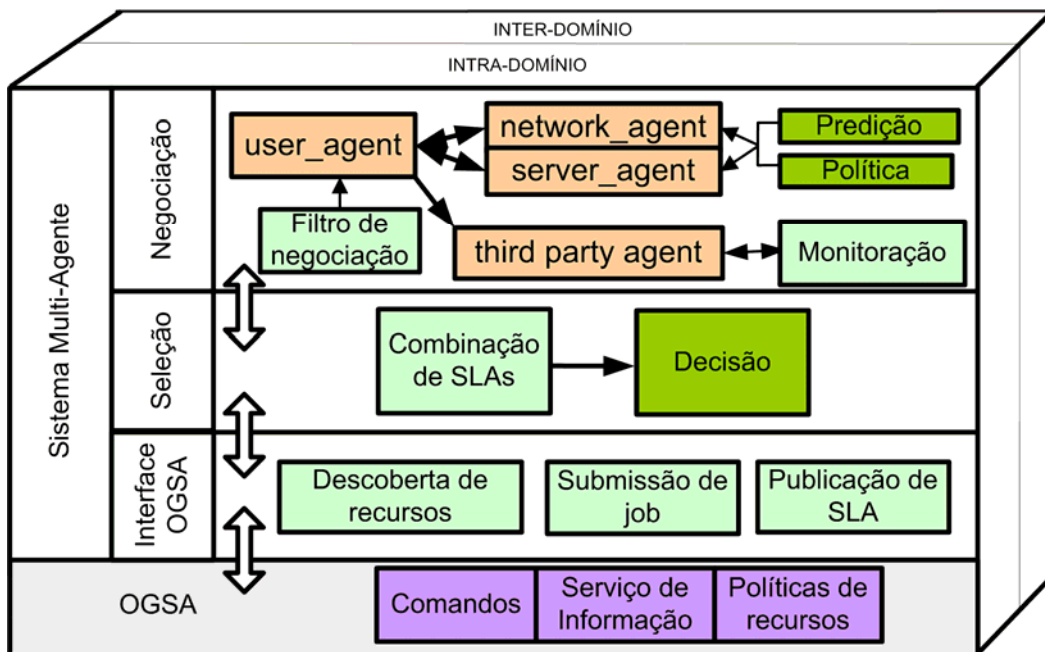 INTER-DOMÍNIO
INTRA-DOMÍNIO
Sistema Multi-Agente
Negociação
user_agent
network_agent
server_agent
Predição
Política
Filtro de
negociação
third party agent
Monitoração
Seleção
Combinação
de SLAs
Decisão
Interface
OGSA
Descoberta de
recursos
Submissão de
job
Publicação de
SLA
OGSA
Comandos
Serviço de
Informação
Políticas de
recursos